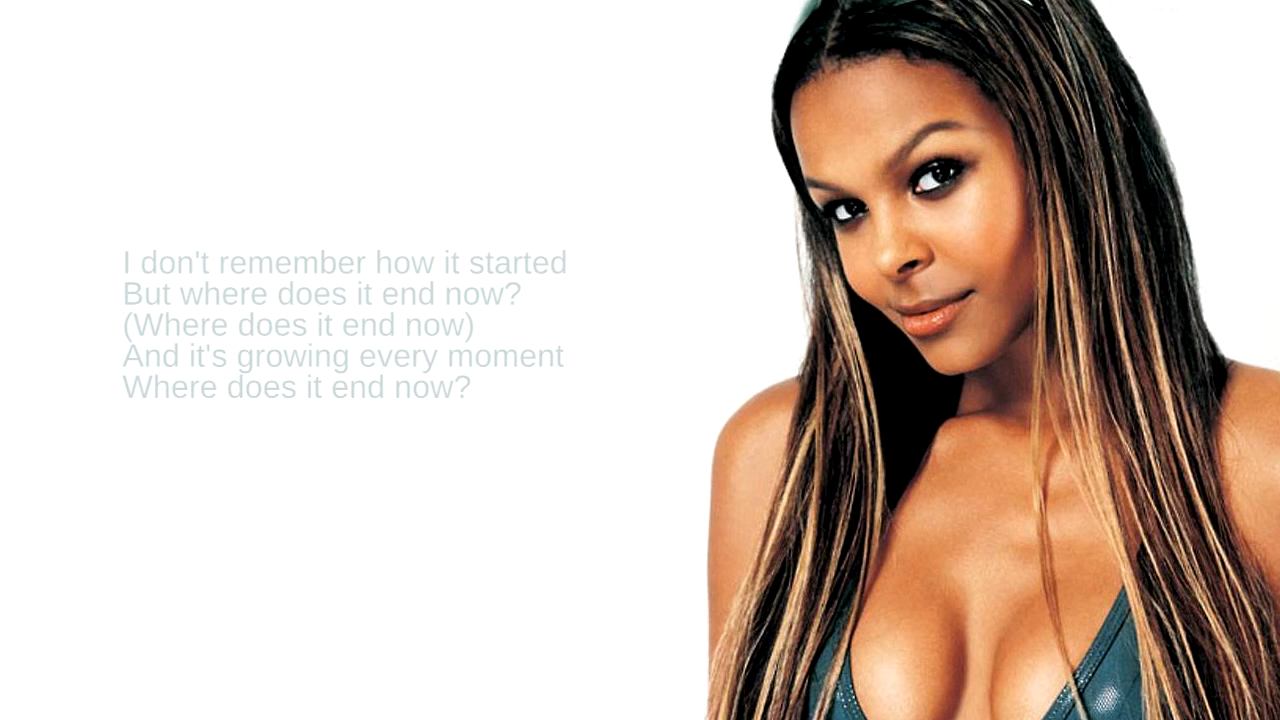 I don't remember how it started
But where does it end now?
(Where does it end now)
And it's growing every moment
Where does it end now?